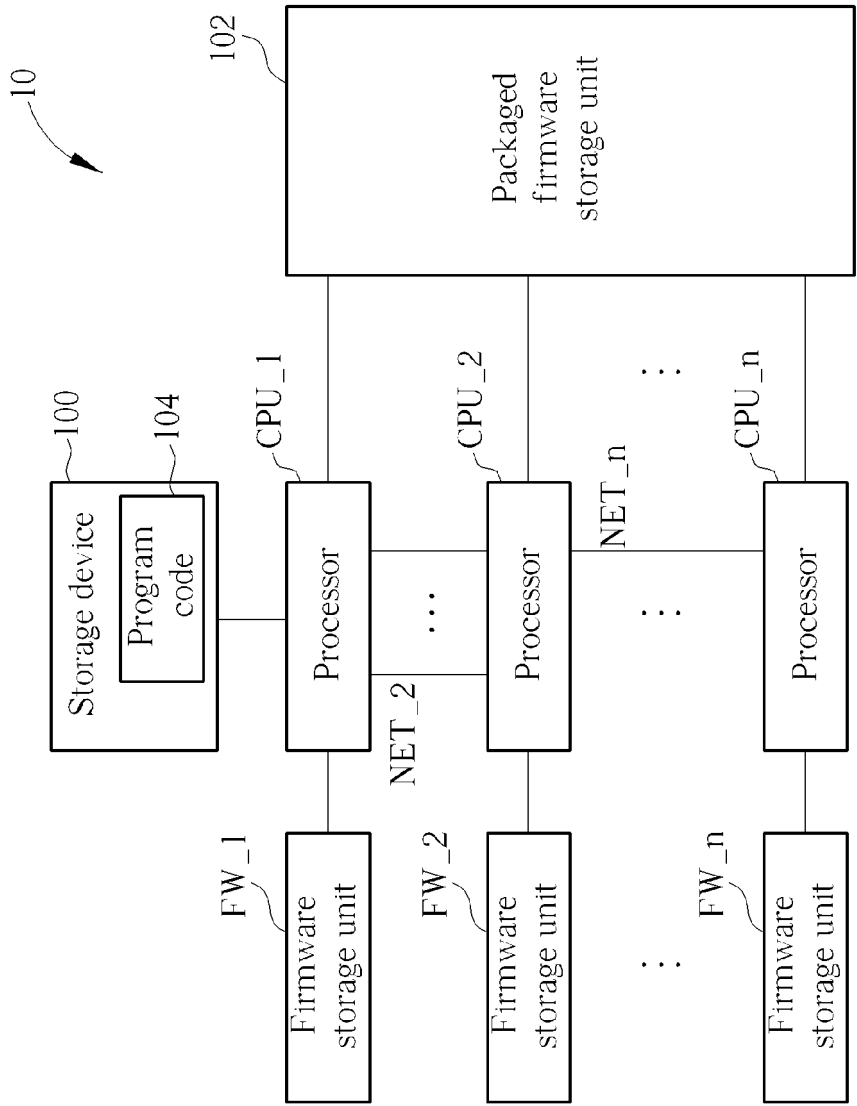 10
Storage device
100
Program
code
104
Firmware
storage unit
FW_1
Processor
CPU_1
Packaged
firmware
storage unit
102
NET_2
...
Firmware
storage unit
FW_2
Processor
CPU_2
NET_n
...
...
...
Firmware
storage unit
FW_n
Processor
CPU_n